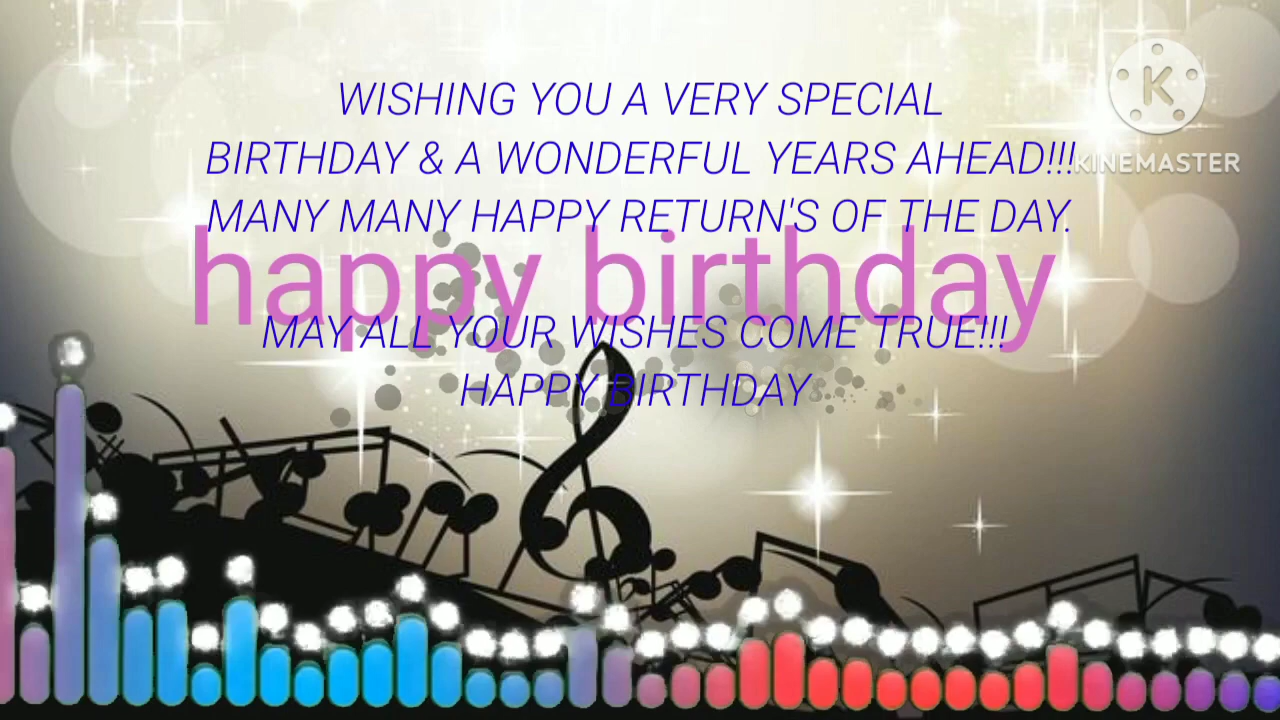 WISHING YOU A VERY SPECIAL
BIRTHDAY & A WONDERFUL YEARS AHEAD!!!
MANY MANY HAPPY RETURN'S OF THE DAY.
happy birthday
MAY ALL YOUR WISHES COME TRUE!!!
HAPPY BIRTHDAY
K
KINEMASTER